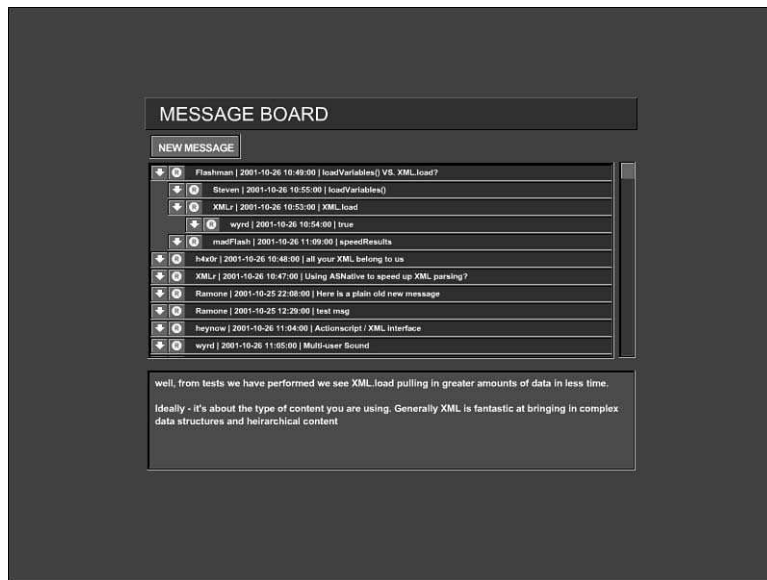 MESSAGE BOARD
NEW MESSAGE
R Flashman | 2001-10-26 10:49:00 | loadVariables() VS. XML.load?
R Steven | 2001-10-26 10:55:00 | loadVariables()
R XMLr | 2001-10-26 10:53:00 | XML.load
R wyrd | 2001-10-26 10:54:00 | true
R madFlash | 2001-10-26 11:09:00 | speedResults
R h4x0r | 2001-10-26 10:48:00 | all your XML belong to us
R XMLr | 2001-10-26 10:47:00 | Using ASNative to speed up XML parsing?
R Ramone | 2001-10-25 22:08:00 | Here is a plain old new message
R Ramone | 2001-10-25 12:29:00 | test msg
R heynow | 2001-10-26 11:04:00 | Actionscript / XML interface
R wyrd | 2001-10-26 11:05:00 | Multi-user Sound
well, from tests we have performed we see XML.load pulling in greater amounts of data in less time.
Ideally - it's about the type of content you are using. Generally XML is fantastic at bringing in complex
data structures and heirarchical content